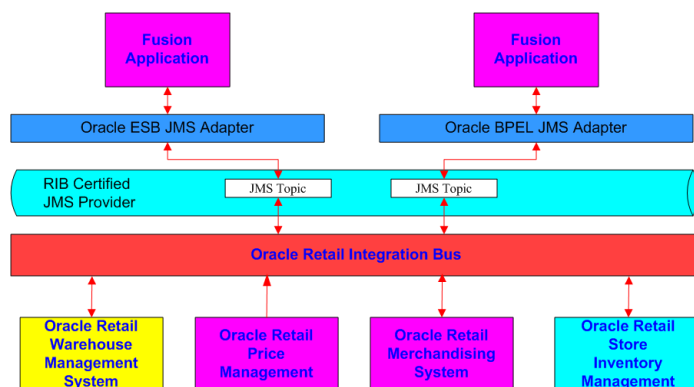 Fusion
Application
Fusion
Application
Oracle ESB JMS Adapter
Oracle BPEL JMS Adapter
RIB Certified
JMS Provider
JMS Topic
JMS Topic
Oracle Retail Integration Bus
Oracle Retail
Warehouse
Management
System
Oracle Retail
Price
Management
Oracle Retail
Merchandising
System
Oracle Retail
Store
Inventory
Management